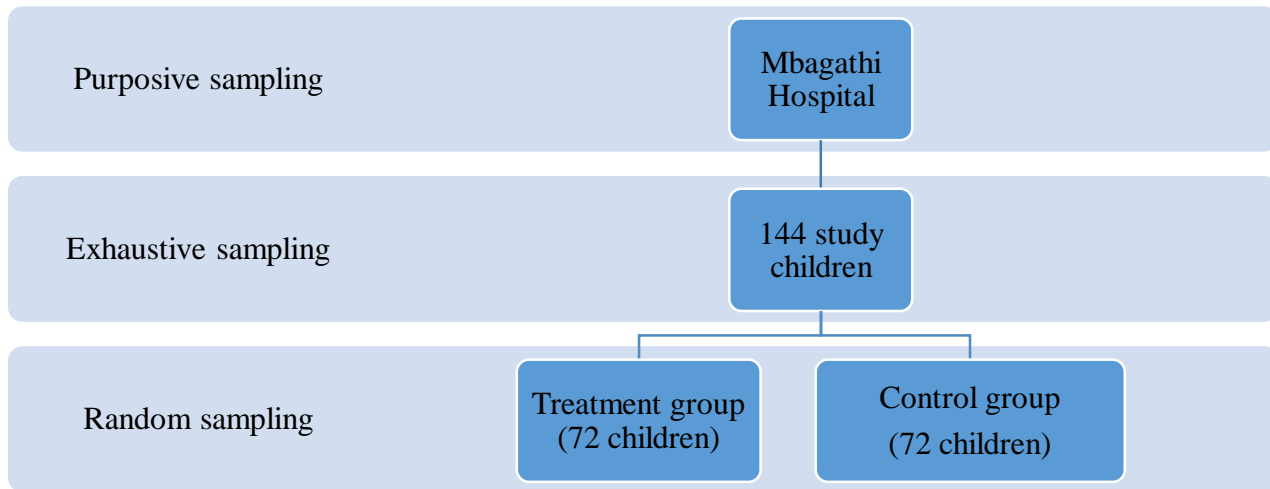 Purposive sampling
Mbagathi
Hospital
Exhaustive sampling
144 study
children
Random sampling
Treatment group
(72 children)
Control group
(72 children)